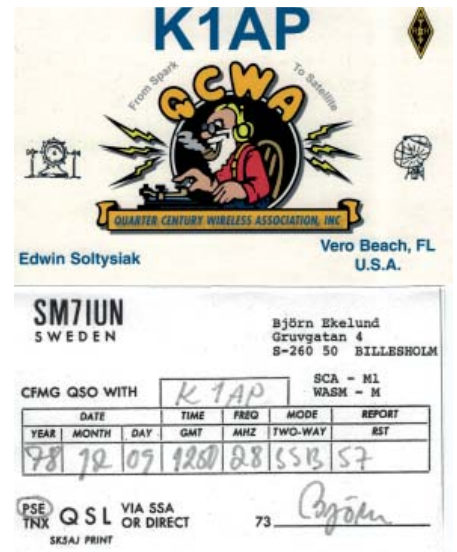 K1AP
From Spark To Satellite
QCWA
QUARTER CENTURY WIRELESS ASSOCIATION, INC
Edwin Soltysiak
Vero Beach, FL
U.S.A.
SM7IUN
SWEDEN
Björn Ekelund
Gruvgatan 4
S-260 50 BILLESHOLM
SCA - M1
WASM - M
CFMG QSO WITH K1AP
DATE TIME FREQ MODE REPORT
YEAR MONTH DAY GMT MHZ TWO-WAY RST
78 12 09 1260 28 SSB 57
PSE
TNX QSL VIA SSA
OR DIRECT 73 Björn
SK5AJ PRINT